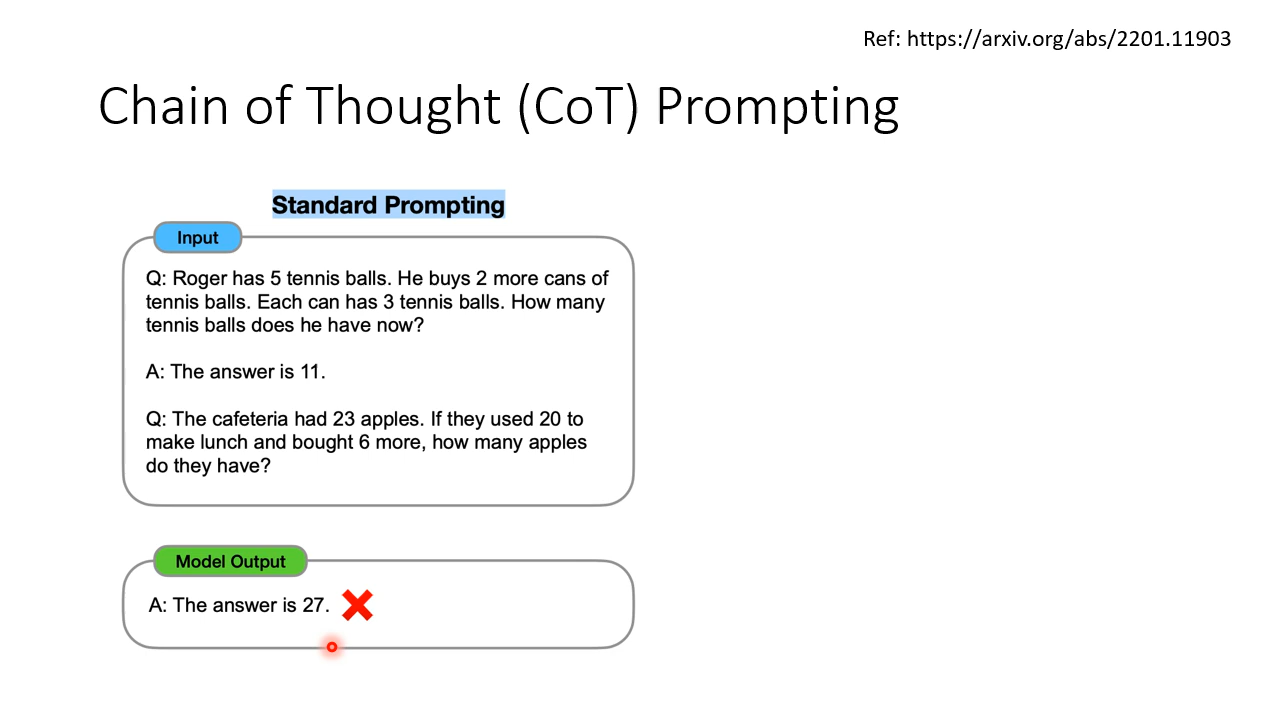 Ref: https://arxiv.org/abs/2201.11903
Chain of Thought (CoT) Prompting
Standard Prompting
Input
Q: Roger has 5 tennis balls. He buys 2 more cans of
tennis balls. Each can has 3 tennis balls. How many
tennis balls does he have now?
A: The answer is 11.
Q: The cafeteria had 23 apples. If they used 20 to
make lunch and bought 6 more, how many apples
do they have?
Model Output
A: The answer is 27.